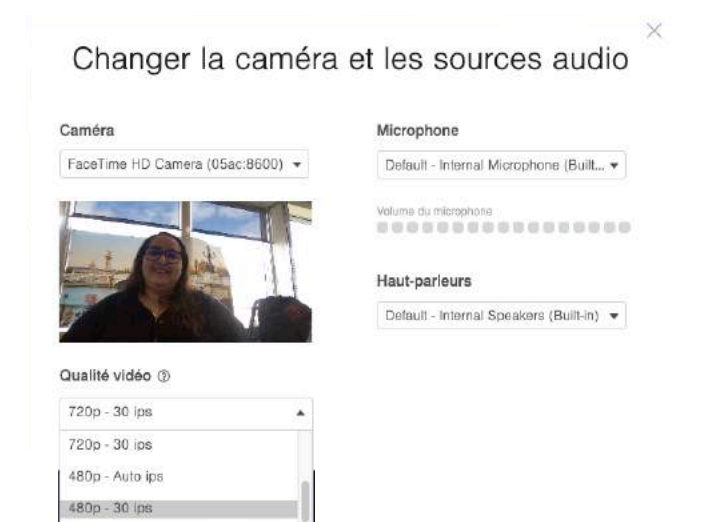 Changer la caméra et les sources audio
Caméra
FaceTime HD Camera (05ac:8600)
Qualité vidéo
720p - 30 ips
720p - 30 ips
480p - Auto ips
480p - 30 ips
Microphone
Default - Internal Microphone (Built...
Volume du microphone
Haut-parleurs
Default - Internal Speakers (Built-in)